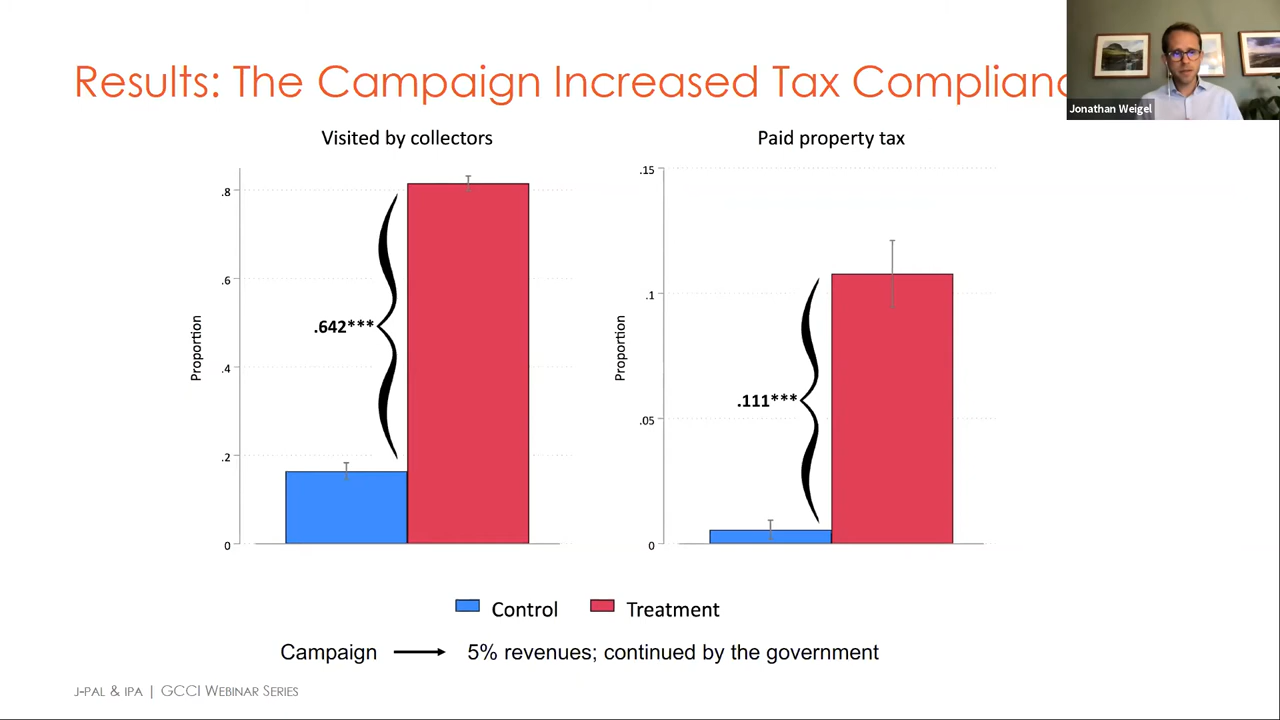 Results: The Campaign Increased Tax Complianc
Jonathan Weigel
Visited by collectors
Paid property tax
.8
.6
.4
.2
0
Proportion
.642***
.15
.1
.05
0
Proportion
.111***
Control
Treatment
Campaign
5% revenues; continued by the government
J-PAL & IPA | GCCI WEBINAR SERIES